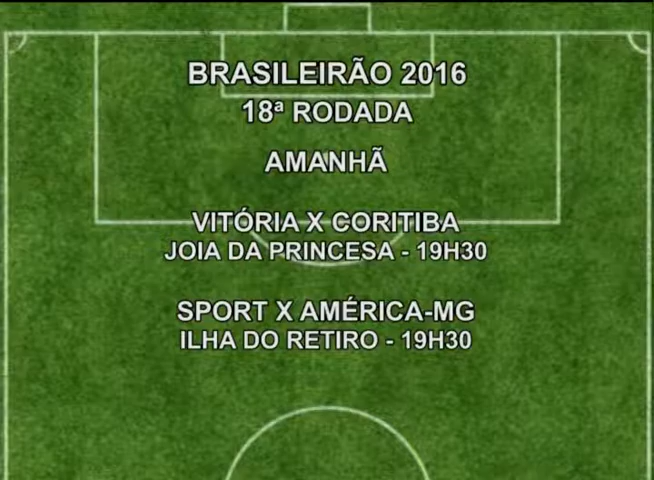 BRASILEIRÃO 2016
18ª RODADA
AMANHÃ
VITÓRIA X CORITIBA
JOIA DA PRINCESA - 19H30
SPORT X AMÉRICA-MG
ILHA DO RETIRO - 19H30